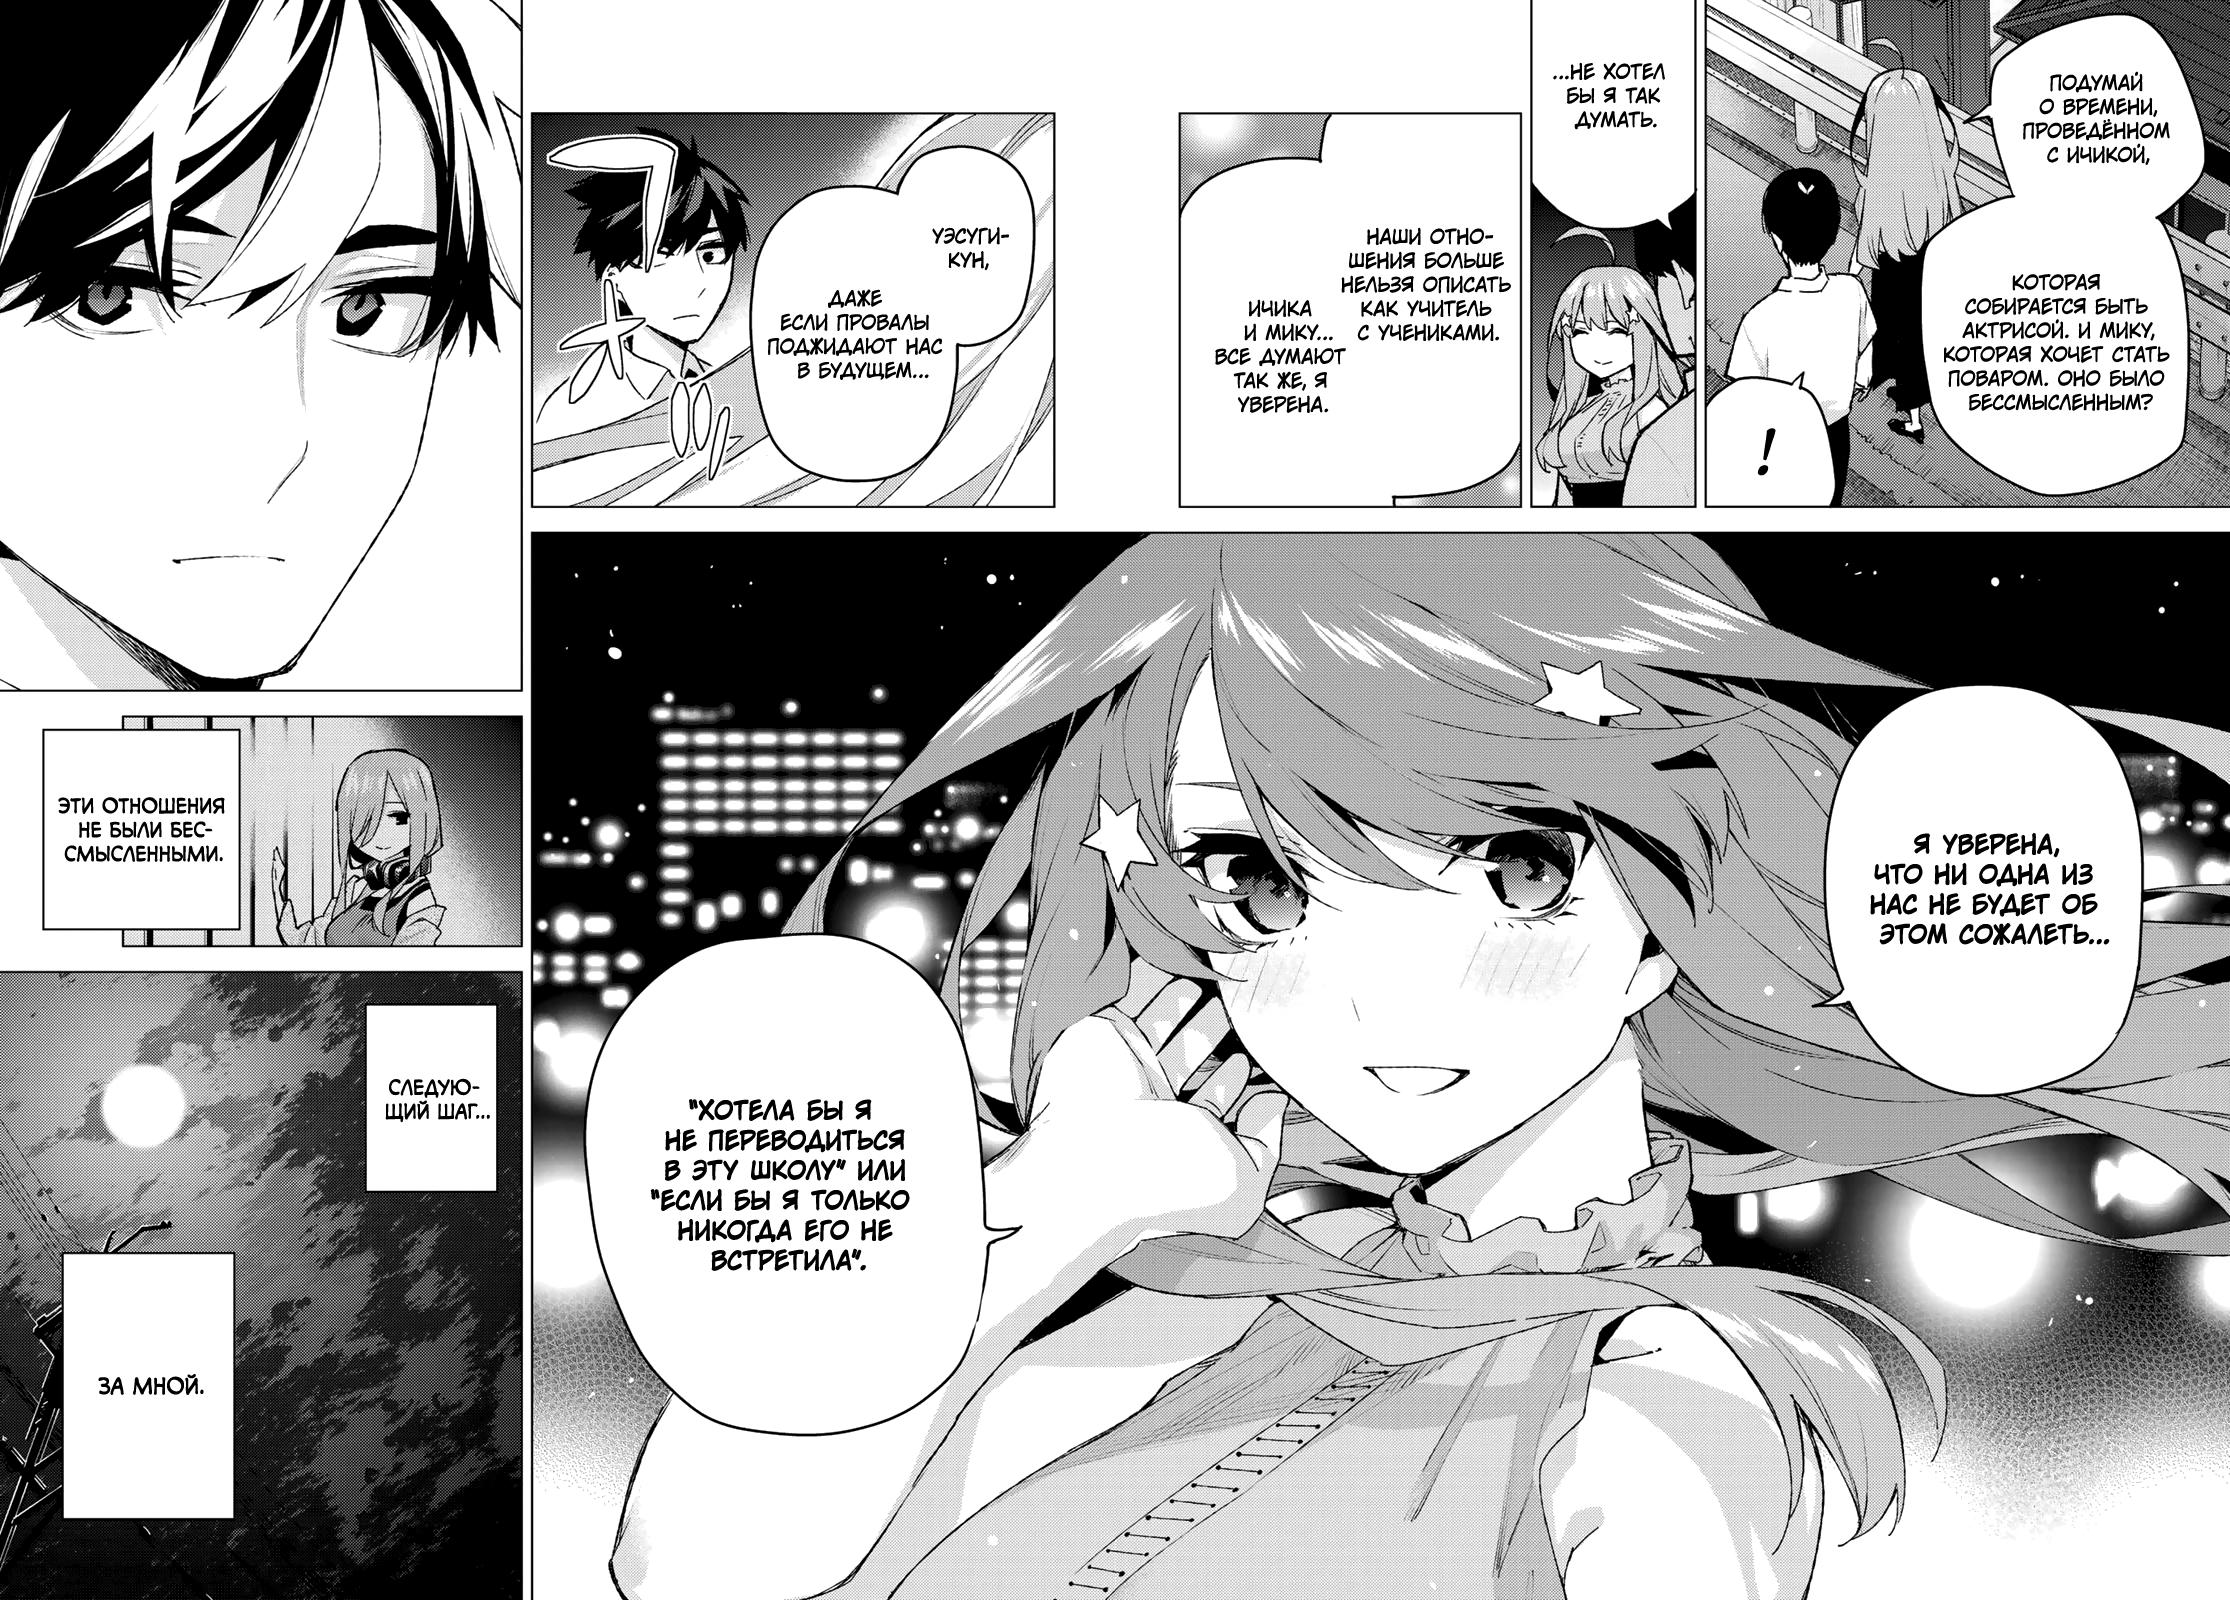 ПОДУМАЙ
О ВРЕМЕНИ,
ПРОВЕДЁННОМ
С ИЧИКОЙ,
КОТОРАЯ
СОБИРАЕТСЯ БЫТЬ
АКТРИСОЙ. И МИКУ,
КОТОРАЯ ХОЧЕТ СТАТЬ
ПОВАРОМ. ОНО БЫЛО
БЕССМЫСЛЕННЫМ?
!
...НЕ ХОТЕЛ
БЫ Я ТАК
ДУМАТЬ.
НАШИ ОТНО-
ШЕНИЯ БОЛЬШЕ
НЕЛЬЗЯ ОПИСАТЬ
КАК УЧИТЕЛЬ
С УЧЕНИКАМИ.
ИЧИКА
И МИКУ...
ВСЕ ДУМАЮТ
ТАК ЖЕ, Я
УВЕРЕНА.
УЭСУГИ-
КУН,
ДАЖЕ
ЕСЛИ ПРОВАЛЫ
ПОДЖИДАЮТ НАС
В БУДУЩЕМ...
Я УВЕРЕНА,
ЧТО НИ ОДНА ИЗ
НАС НЕ БУДЕТ ОБ
ЭТОМ СОЖАЛЕТЬ...
"ХОТЕЛА БЫ Я
НЕ ПЕРЕВОДИТЬСЯ
В ЭТУ ШКОЛУ" ИЛИ
"ЕСЛИ БЫ Я ТОЛЬКО
НИКОГДА ЕГО НЕ
ВСТРЕТИЛА".
ЭТИ ОТНОШЕНИЯ
НЕ БЫЛИ БЕС-
СМЫСЛЕННЫМИ.
СЛЕДУЮ-
ЩИЙ ШАГ...
ЗА МНОЙ.